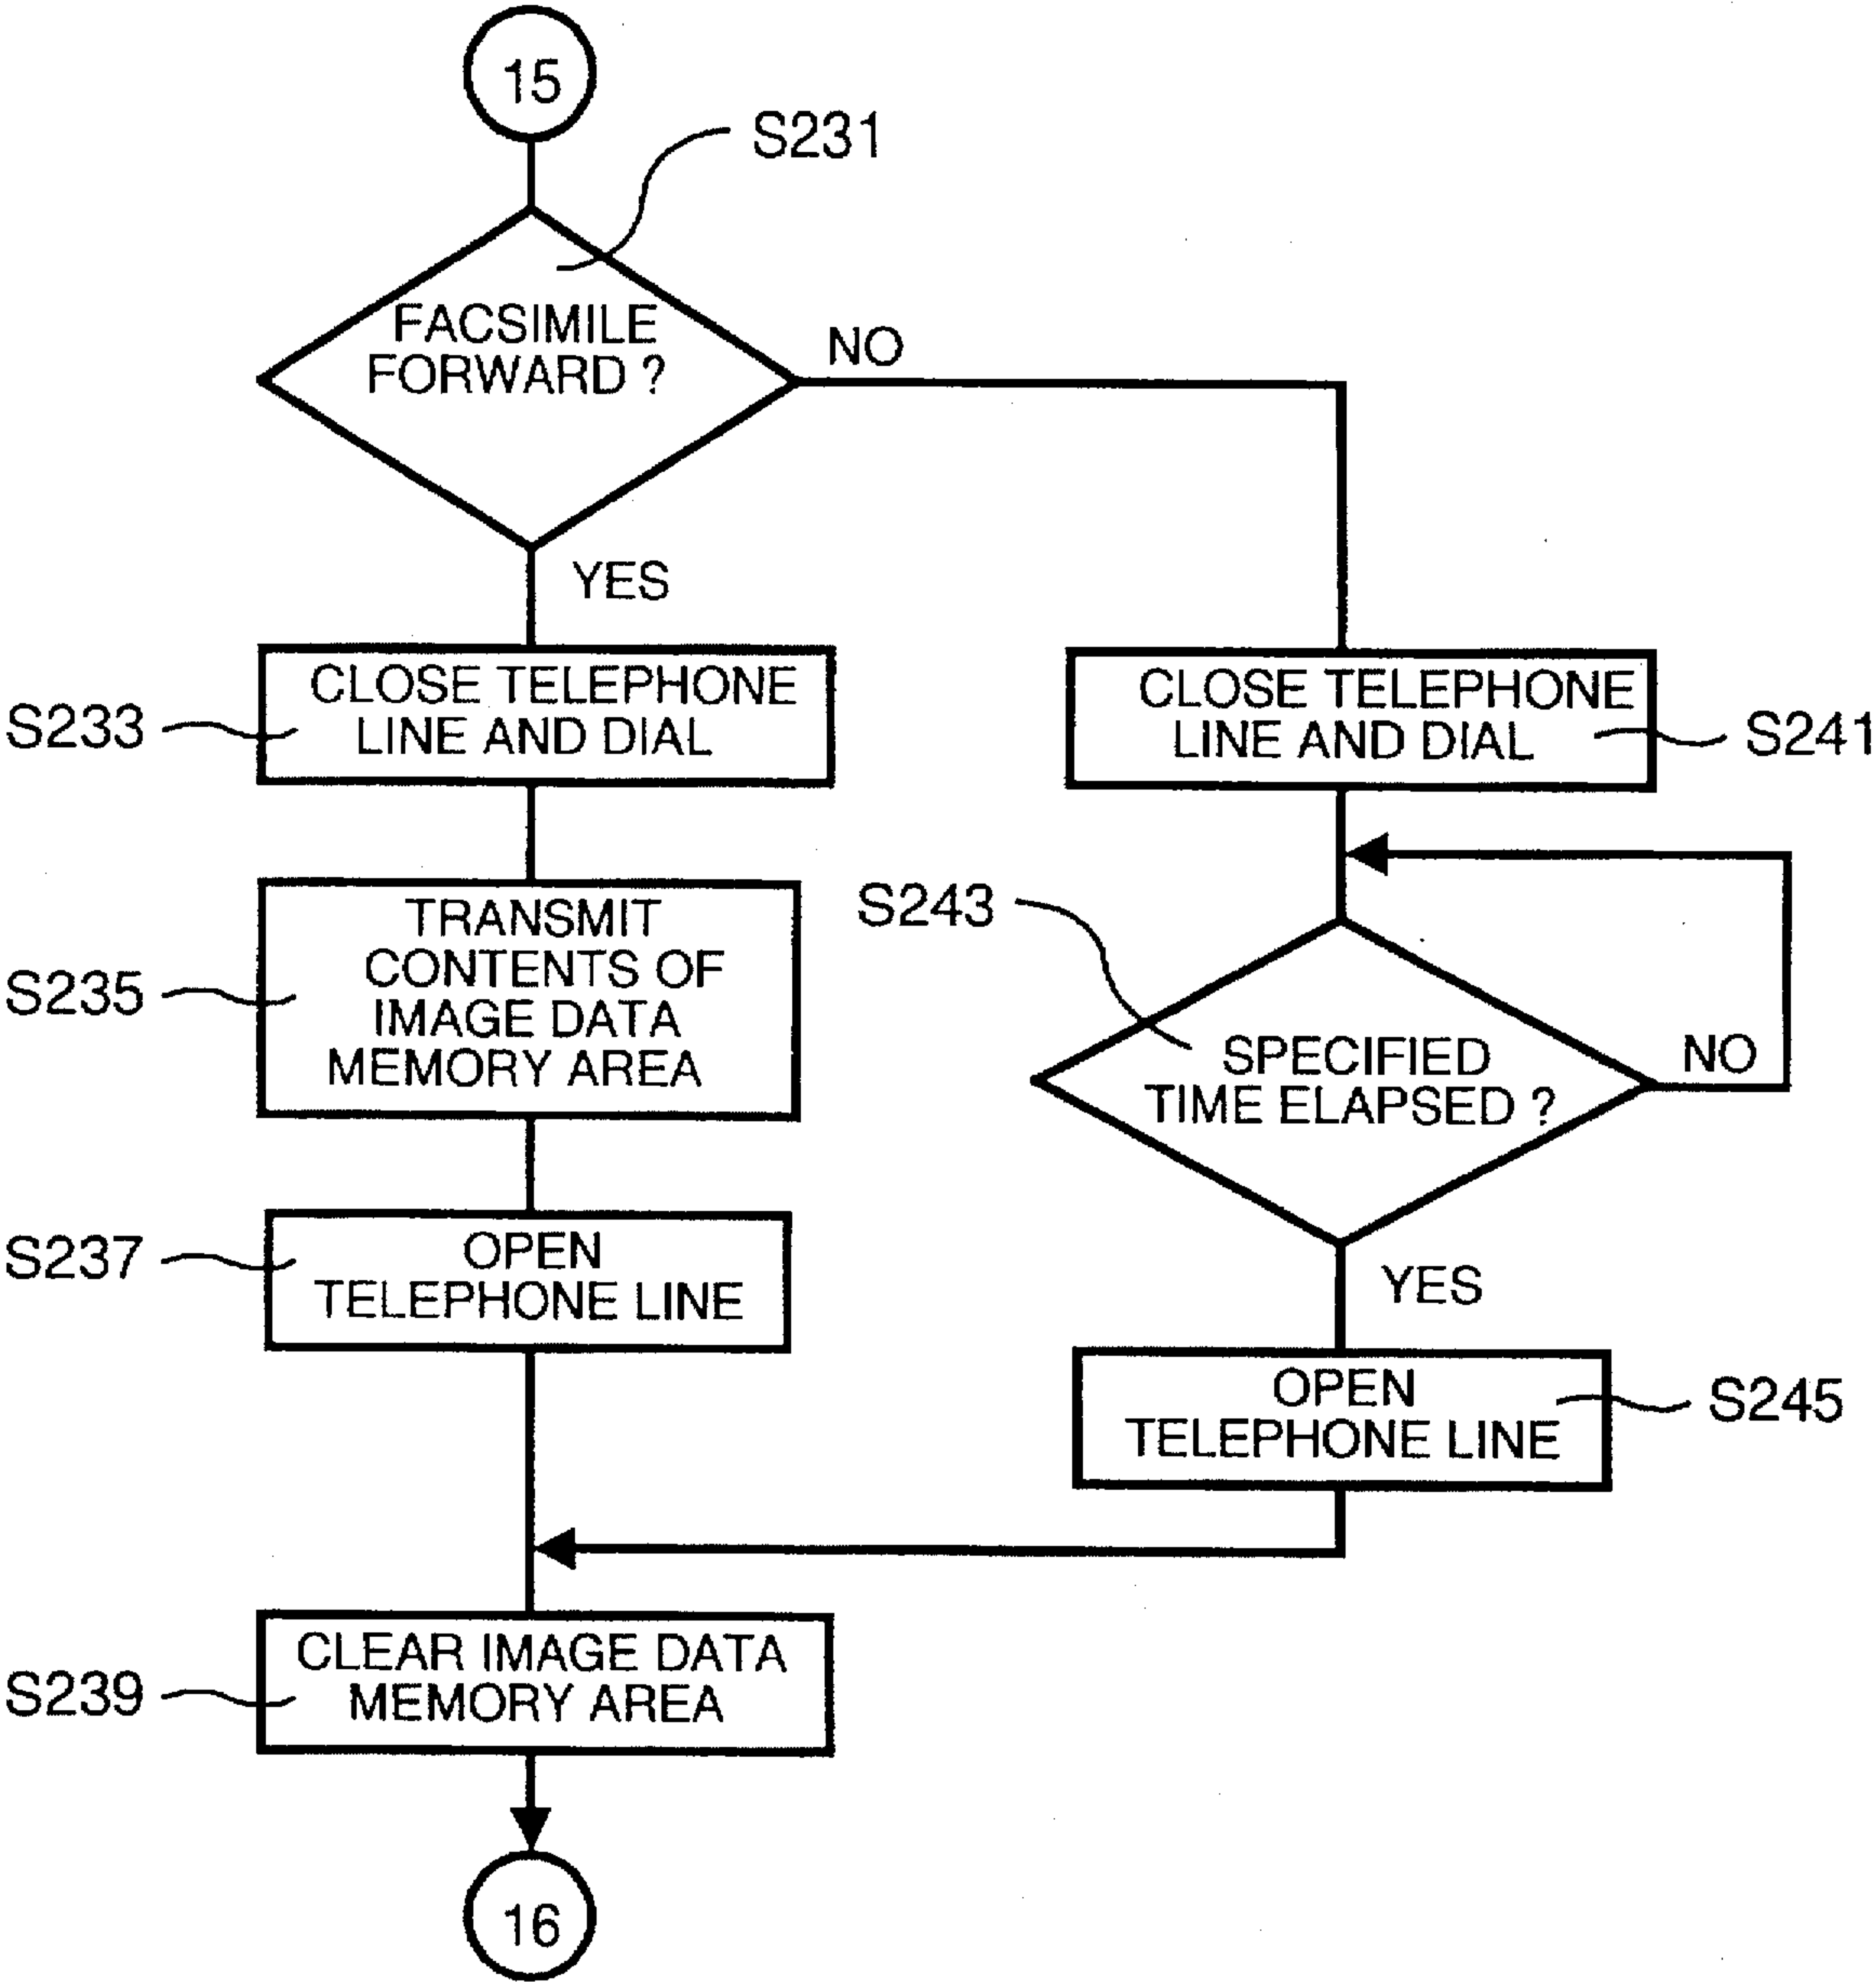 15
S231
FACSIMILE
FORWARD ?
NO
YES
CLOSE TELEPHONE
LINE AND DIAL
S233
CLOSE TELEPHONE
LINE AND DIAL
S241
TRANSMIT
CONTENTS OF
IMAGE DATA
MEMORY AREA
S235
S243
SPECIFIED
TIME ELAPSED ?
NO
YES
S237
OPEN
TELEPHONE LINE
OPEN
TELEPHONE LINE
S245
CLEAR IMAGE DATA
MEMORY AREA
S239
16